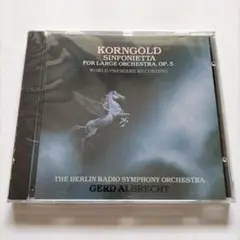 KORNGOLD
SINFONIETTA
FOR LARGE ORCHESTRA, OP. 5
WORLD PREMIERE RECORDING
THE BERLIN RADIO SYMPHONY ORCHESTRA
GERD ALBRECHT